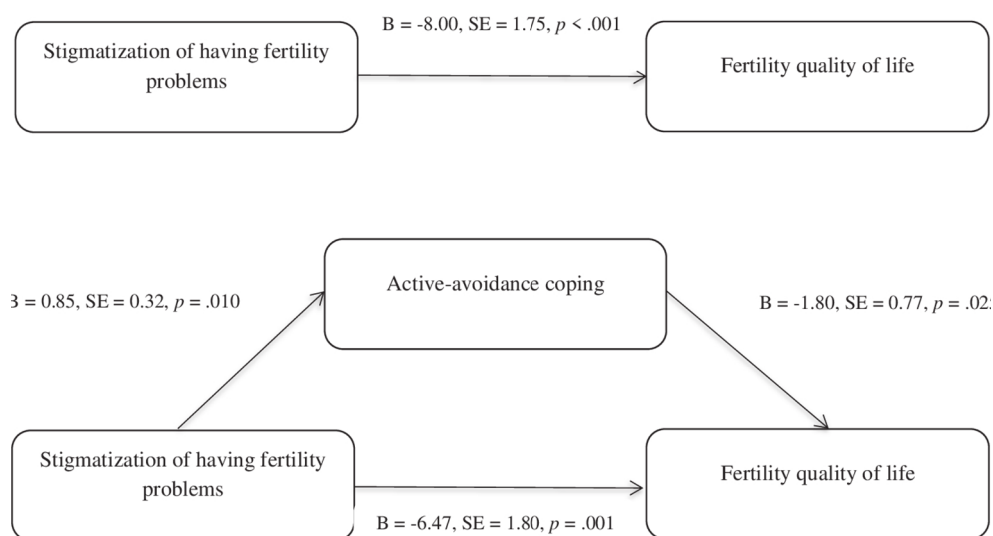 B = -8.00, SE = 1.75, p < .001
Stigmatization of having fertility
problems
Fertility quality of life
Active-avoidance coping
= 0.85, SE = 0.32, p = .010
B = -1.80, SE = 0.77, p =
Stigmatization of having fertility
problems
Fertility quality of life
B = -6.47, SE = 1.80, p = .001